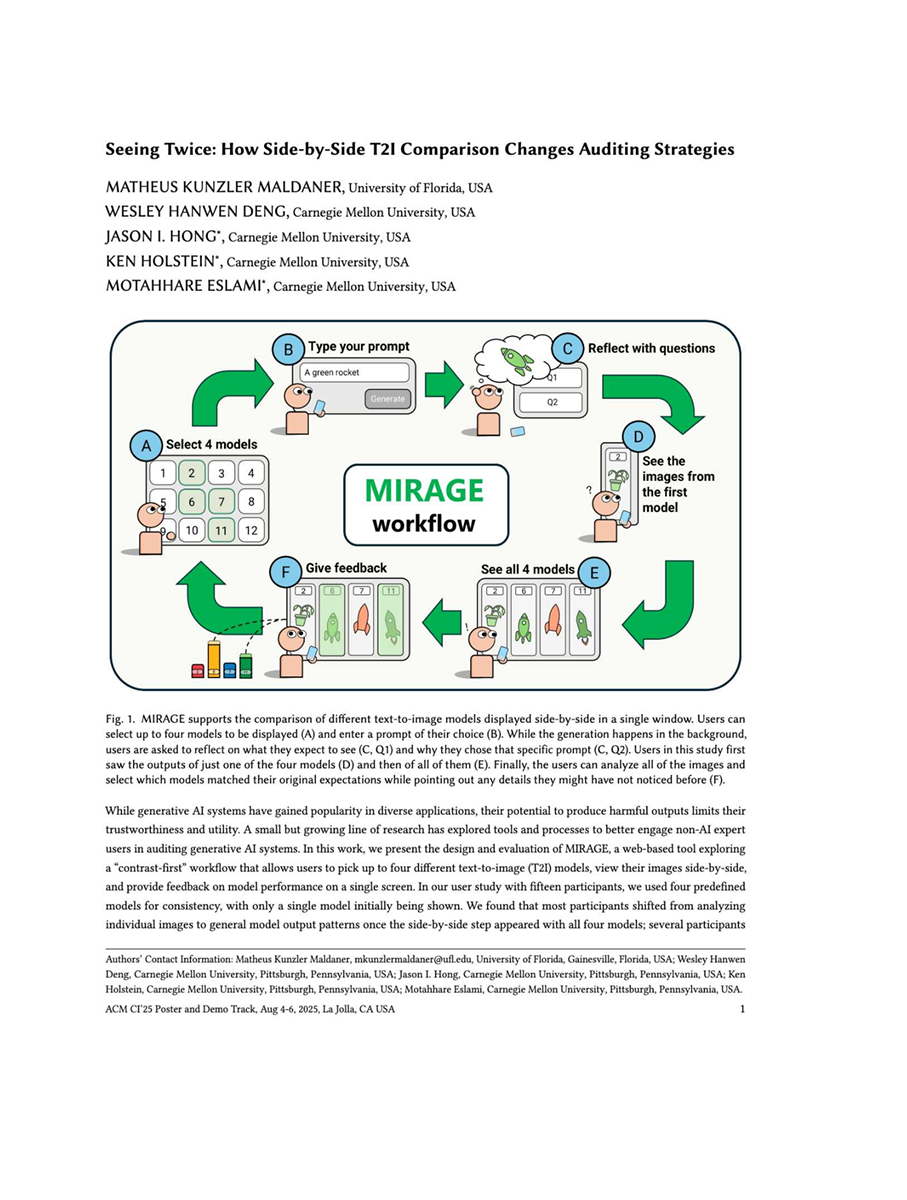 Seeing Twice: How Side-by-Side T2I Comparison Changes Auditing Strategies
MATHEUS KUNZLER MALDANER, University of Florida, USA
WESLEY HANWEN DENG, Carnegie Mellon University, USA
JASON I. HONG*, Carnegie Mellon University, USA
KEN HOLSTEIN*, Carnegie Mellon University, USA
MOTAHHARE ESLAMI*, Carnegie Mellon University, USA
A Select 4 models
1 2 3 4
5 6 7 8
9 10 11 12
B Type your prompt
A green rocket
Generate
C Reflect with questions
Q1
Q2
D
2
See the
images from
the first
model
?
MIRAGE
workflow
See all 4 models E
2 6 7 11
!
F Give feedback
2 6 7 11
Fig. 1. MIRAGE supports the comparison of different text-to-image models displayed side-by-side in a single window. Users can
select up to four models to be displayed (A) and enter a prompt of their choice (B). While the generation happens in the background,
users are asked to reflect on what they expect to see (C, Q1) and why they chose that specific prompt (C, Q2). Users in this study first
saw the outputs of just one of the four models (D) and then of all of them (E). Finally, the users can analyze all of the images and
select which models matched their original expectations while pointing out any details they might have not noticed before (F).
While generative AI systems have gained popularity in diverse applications, their potential to produce harmful outputs limits their
trustworthiness and utility. A small but growing line of research has explored tools and processes to better engage non-AI expert
users in auditing generative AI systems. In this work, we present the design and evaluation of MIRAGE, a web-based tool exploring
a “contrast-first” workflow that allows users to pick up to four different text-to-image (T2I) models, view their images side-by-side,
and provide feedback on model performance on a single screen. In our user study with fifteen participants, we used four predefined
models for consistency, with only a single model initially being shown. We found that most participants shifted from analyzing
individual images to general model output patterns once the side-by-side step appeared with all four models; several participants
Authors’ Contact Information: Matheus Kunzler Maldaner, mkunzlermaldaner@ufl.edu, University of Florida, Gainesville, Florida, USA; Wesley Hanwen
Deng, Carnegie Mellon University, Pittsburgh, Pennsylvania, USA; Jason I. Hong, Carnegie Mellon University, Pittsburgh, Pennsylvania, USA; Ken
Holstein, Carnegie Mellon University, Pittsburgh, Pennsylvania, USA; Motahhare Eslami, Carnegie Mellon University, Pittsburgh, Pennsylvania, USA.
ACM CI’25 Poster and Demo Track, Aug 4-6, 2025, La Jolla, CA USA
1